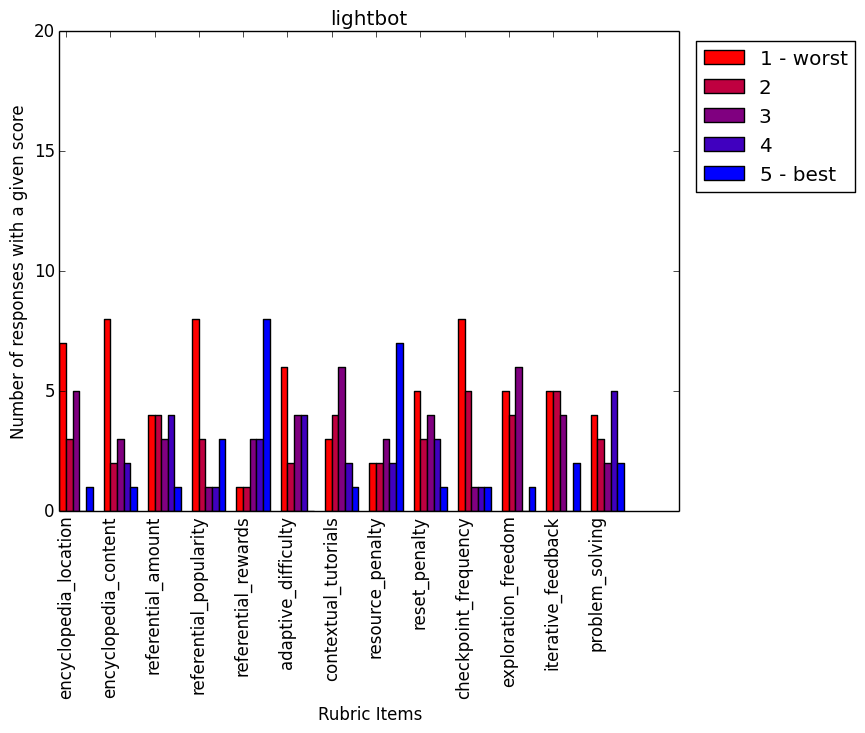 lightbot
20
15
10
5
0
Number of responses with a given score
encyclopedia_location
encyclopedia_content
referential_amount
referential_popularity
referential_rewards
adaptive_difficulty
contextual_tutorials
resource_penalty
reset_penalty
checkpoint_frequency
exploration_freedom
iterative_feedback
problem_solving
Rubric Items
1 - worst
2
3
4
5 - best